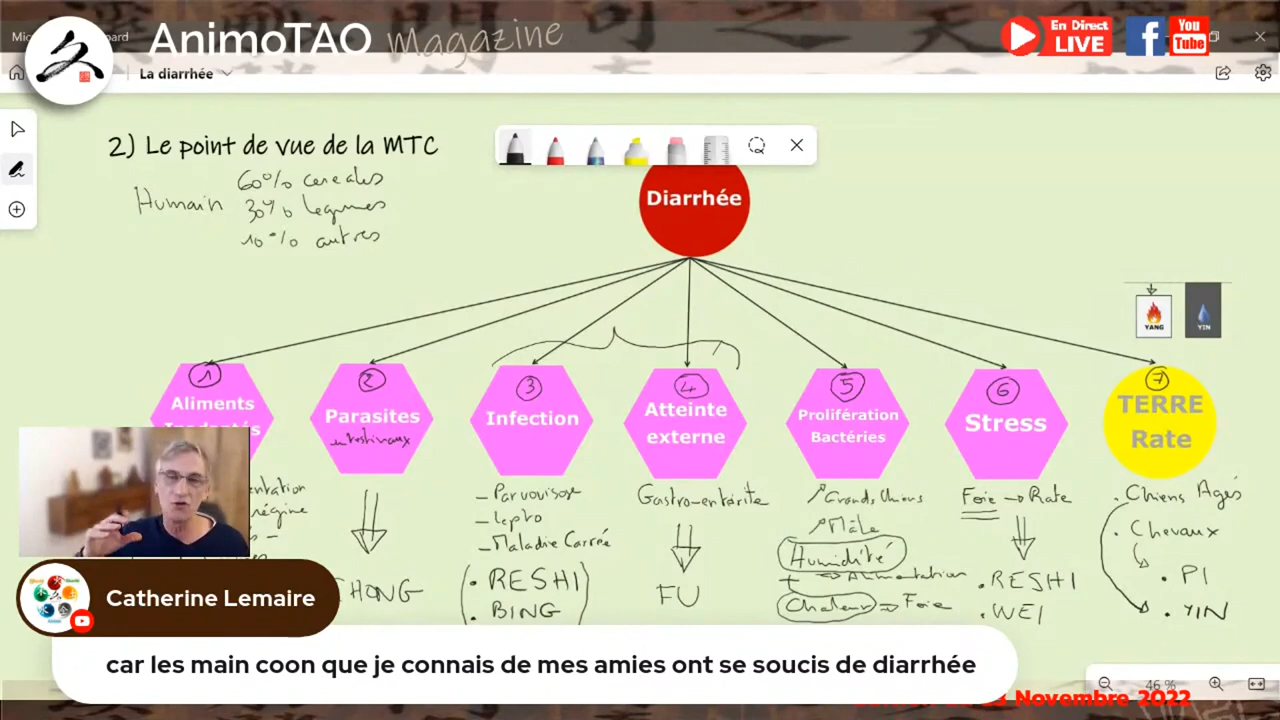 AnimoTAO Magazine
En Direct
LIVE
You
Tube
La diarrhée
2) Le point de vue de la MTC
Humain
60% céréales
30% légumes
10% autres
Diarrhée
YANG
YIN
1
Aliments
2
Parasites
intestinaux
3
Infection
4
Atteinte
externe
5
Prolifération
Bactéries
6
Stress
7
TERRE
Rate
- Parvovirose
- Lepto
- Maladie Carrée
. RESHI
. BING
Gastro-entérite
FU
Grands chiens
Mâle
Humidité
+ → Alimentation
Chaleur → Foie
Foie → Rate
. RESHI
. WEI
. Chiens Agés
. Chevaux
. PI
. YIN
Catherine Lemaire
car les main coon que je connais de mes amies ont se soucis de diarrhée
46 %
Novembre 2022